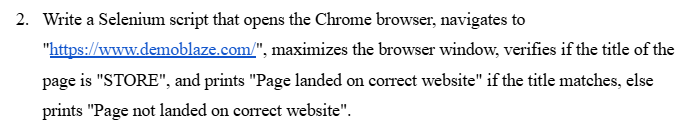 2. Write a Selenium script that opens the Chrome browser, navigates to
"https://www.demoblaze.com/", maximizes the browser window, verifies if the title of the
page is "STORE", and prints "Page landed on correct website" if the title matches, else
prints "Page not landed on correct website".